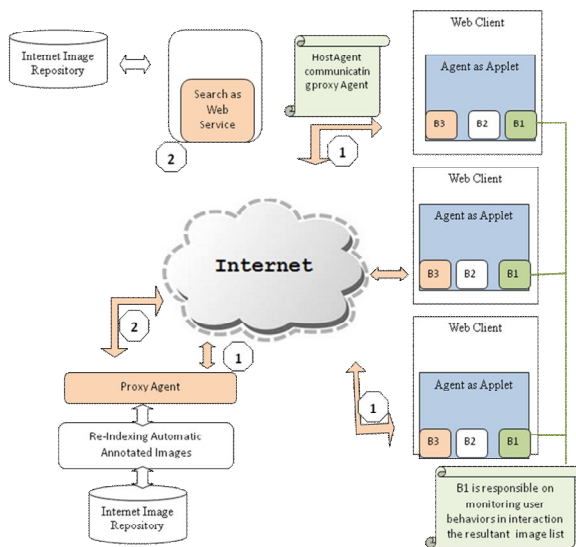 Internet Image
Repository
Search as
Web
Service
2
HostAgent
communicatin
gproxy Agent
1
Web Client
Agent as Applet
B3
B2
B1
Web Client
Agent as Applet
B3
B2
B1
Internet
2
1
Proxy Agent
Re-Indexing Automatic
Annotated Images
Internet Image
Repository
1
Web Client
Agent as Applet
B3
B2
B1
B1 is responsible on
monitoring user
behaviors in interaction
the resultant image list